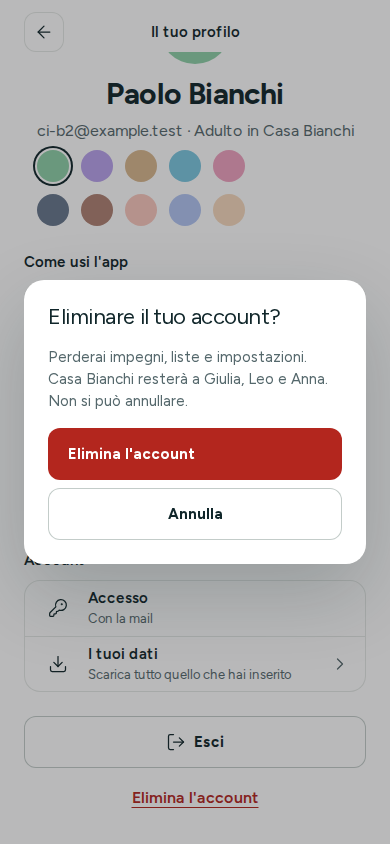 Il tuo profilo
Paolo Bianchi
ci-b2@example.test · Adulto in Casa Bianchi
Come usi l'app
Eliminare il tuo account?
Perderai impegni, liste e impostazioni.
Casa Bianchi resterà a Giulia, Leo e Anna.
Non si può annullare.
Elimina l'account
Annulla
Account
Accesso
Con la mail
I tuoi dati
Scarica tutto quello che hai inserito
Esci
Elimina l'account